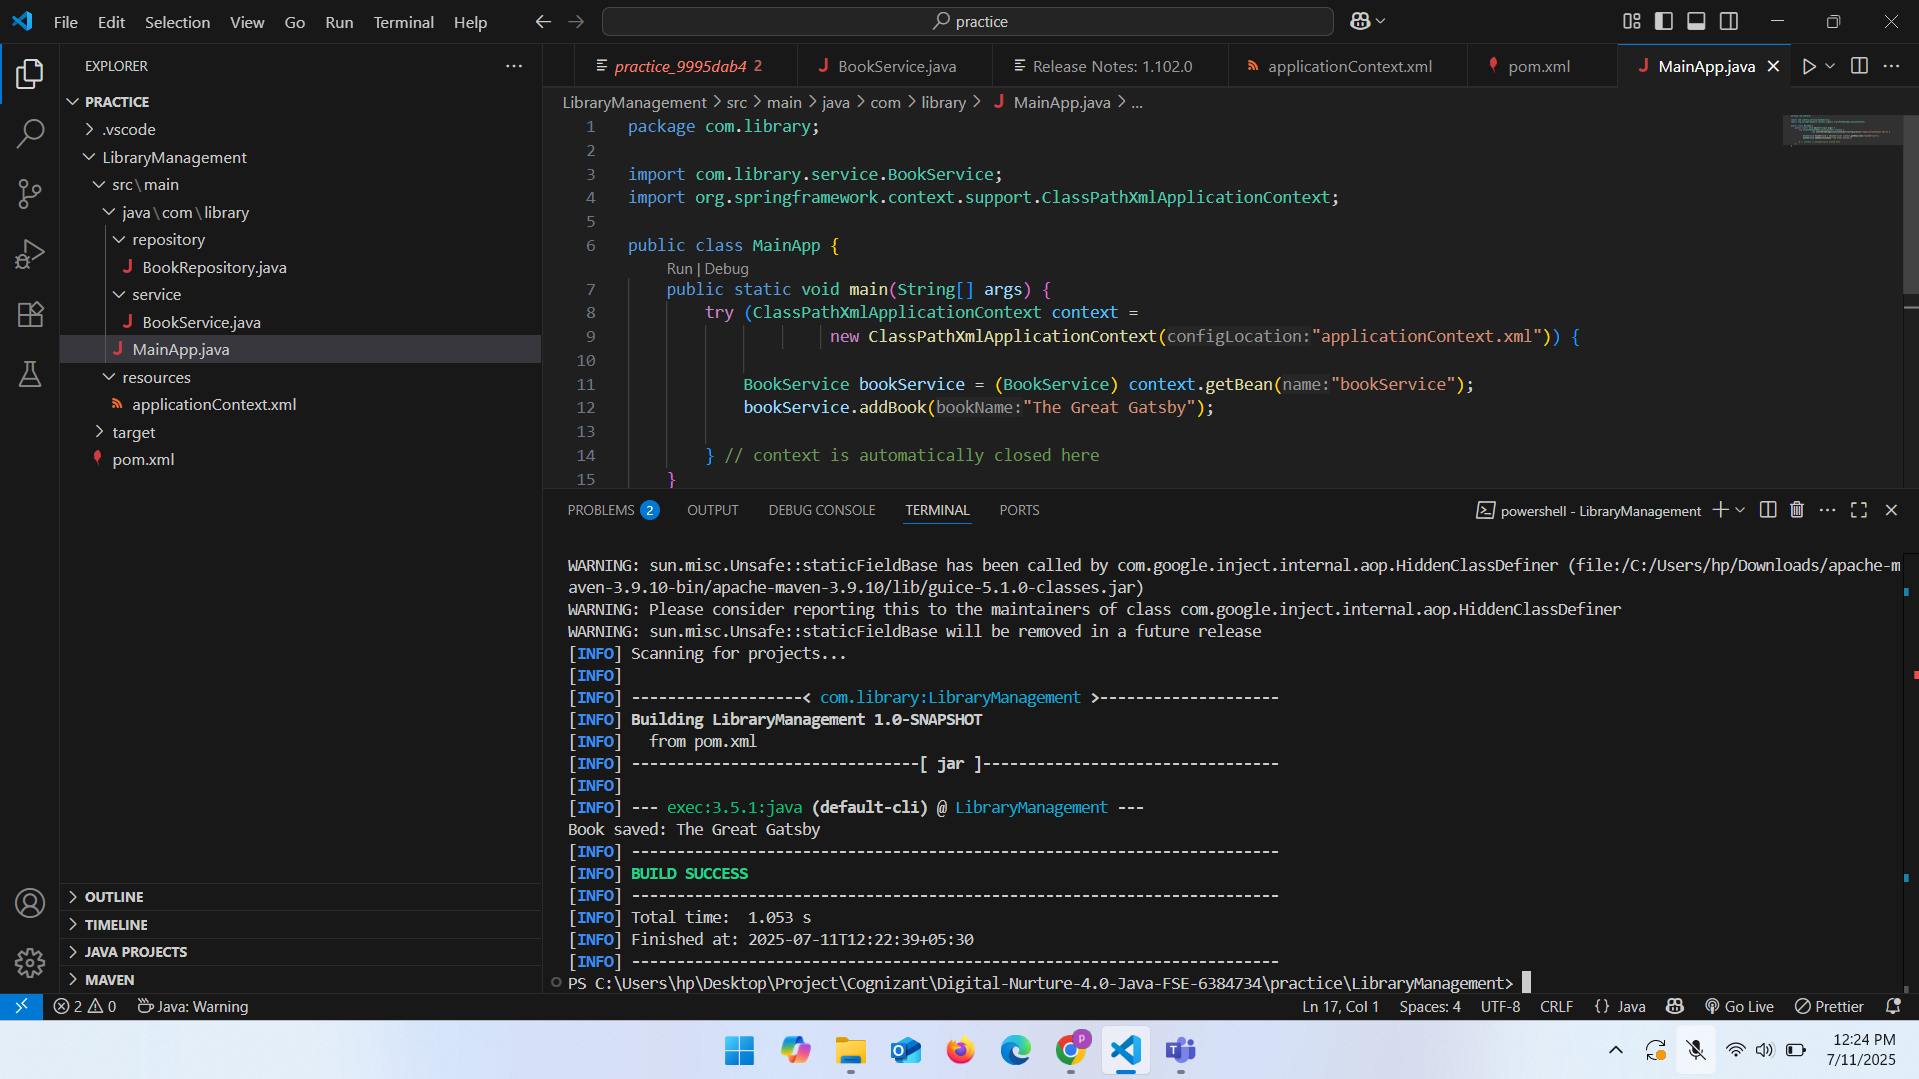 File Edit Selection View Go Run Terminal Help
practice
EXPLORER
PRACTICE
.vscode
LibraryManagement
src\main
java\com\library
repository
BookRepository.java
service
BookService.java
MainApp.java
resources
applicationContext.xml
target
pom.xml
OUTLINE
TIMELINE
JAVA PROJECTS
MAVEN
practice_9995dab4 2
BookService.java
Release Notes: 1.102.0
applicationContext.xml
pom.xml
MainApp.java
LibraryManagement > src > main > java > com > library > MainApp.java > ...
1 package com.library;
2
3 import com.library.service.BookService;
4 import org.springframework.context.support.ClassPathXmlApplicationContext;
5
6 public class MainApp {
Run | Debug
7 public static void main(String[] args) {
8 try (ClassPathXmlApplicationContext context =
9 new ClassPathXmlApplicationContext(configLocation:"applicationContext.xml")) {
10
11 BookService bookService = (BookService) context.getBean(name:"bookService");
12 bookService.addBook(bookName:"The Great Gatsby");
13
14 } // context is automatically closed here
15 }
PROBLEMS 2 OUTPUT DEBUG CONSOLE TERMINAL PORTS
powershell - LibraryManagement
WARNING: sun.misc.Unsafe::staticFieldBase has been called by com.google.inject.internal.aop.HiddenClassDefiner (file:/C:/Users/hp/Downloads/apache-m
aven-3.9.10-bin/apache-maven-3.9.10/lib/guice-5.1.0-classes.jar)
WARNING: Please consider reporting this to the maintainers of class com.google.inject.internal.aop.HiddenClassDefiner
WARNING: sun.misc.Unsafe::staticFieldBase will be removed in a future release
[INFO] Scanning for projects...
[INFO]
[INFO] -------------------< com.library:LibraryManagement >--------------------
[INFO] Building LibraryManagement 1.0-SNAPSHOT
[INFO]   from pom.xml
[INFO] --------------------------------[ jar ]---------------------------------
[INFO]
[INFO] --- exec:3.5.1:java (default-cli) @ LibraryManagement ---
Book saved: The Great Gatsby
[INFO] ------------------------------------------------------------------------
[INFO] BUILD SUCCESS
[INFO] ------------------------------------------------------------------------
[INFO] Total time:  1.053 s
[INFO] Finished at: 2025-07-11T12:22:39+05:30
[INFO] ------------------------------------------------------------------------
PS C:\Users\hp\Desktop\Project\Cognizant\Digital-Nurture-4.0-Java-FSE-6384734\practice\LibraryManagement>
2 0 Java: Warning
Ln 17, Col 1 Spaces: 4 UTF-8 CRLF {} Java Go Live Prettier
12:24 PM
7/11/2025